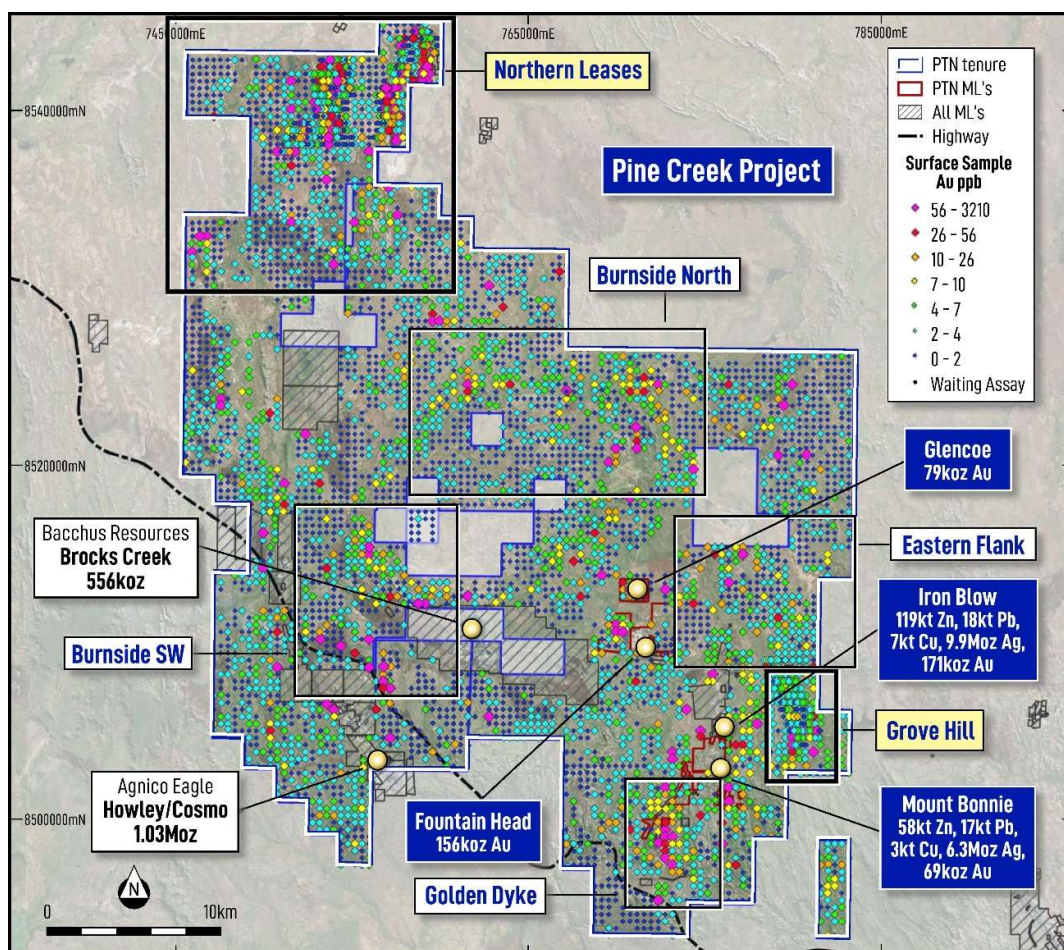 745000mE
765000mE
785000mE
8540000mN
8520000mN
8500000mN
Northern Leases
Pine Creek Project
PTN tenure
PTN ML's
All ML's
Highway
Surface Sample
Au ppb
56 - 3210
26 - 56
10 - 26
7 - 10
4 - 7
2 - 4
0 - 2
Waiting Assay
Burnside North
Glencoe
79koz Au
Bacchus Resources
Brocks Creek
556koz
Eastern Flank
Iron Blow
119kt Zn, 18kt Pb,
7kt Cu, 9.9Moz Ag,
171koz Au
Burnside SW
Grove Hill
Agnico Eagle
Howley/Cosmo
1.03Moz
Fountain Head
156koz Au
Mount Bonnie
58kt Zn, 17kt Pb,
3kt Cu, 6.3Moz Ag,
69koz Au
Golden Dyke
N
0
10km